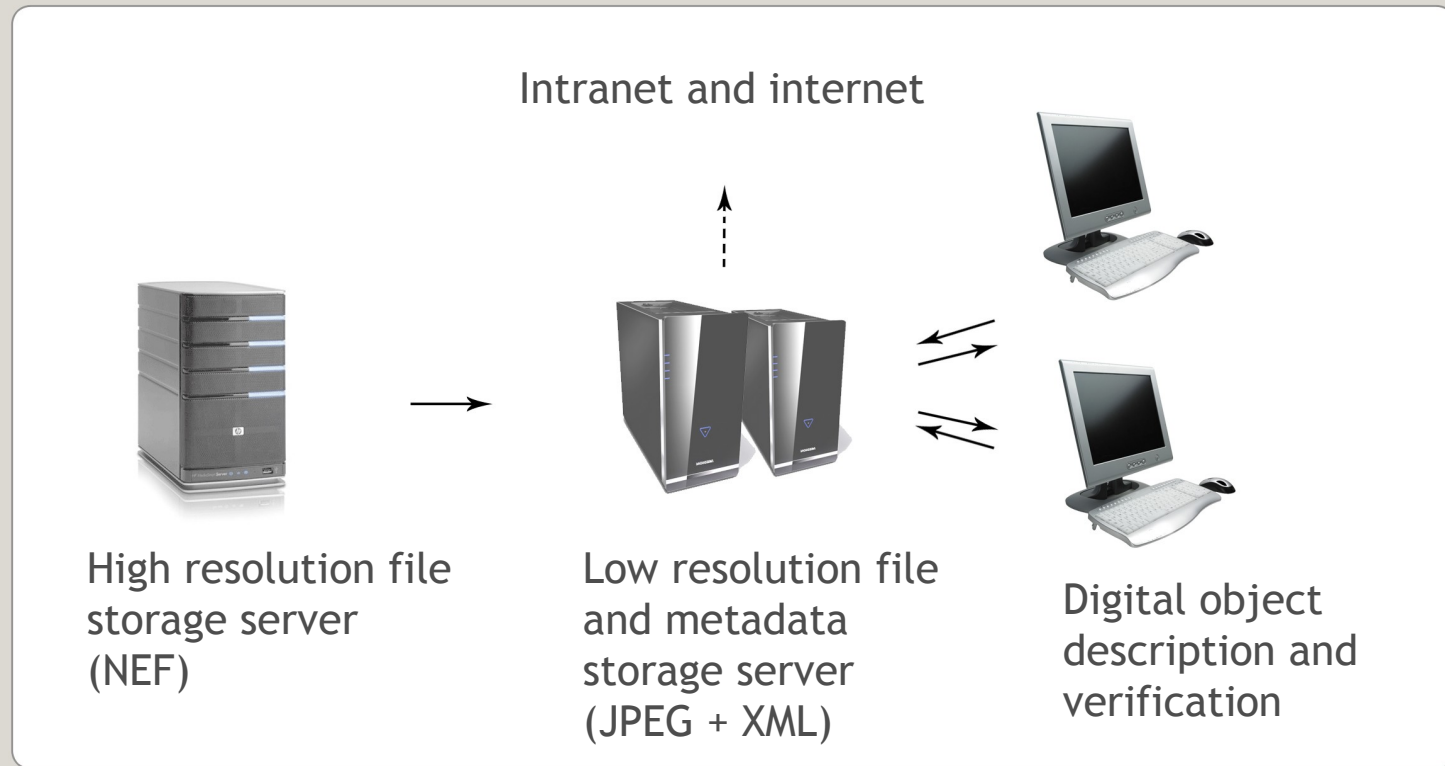 Intranet and internet
High resolution file
storage server
(NEF)
Low resolution file
and metadata
storage server
(JPEG + XML)
Digital object
description and
verification